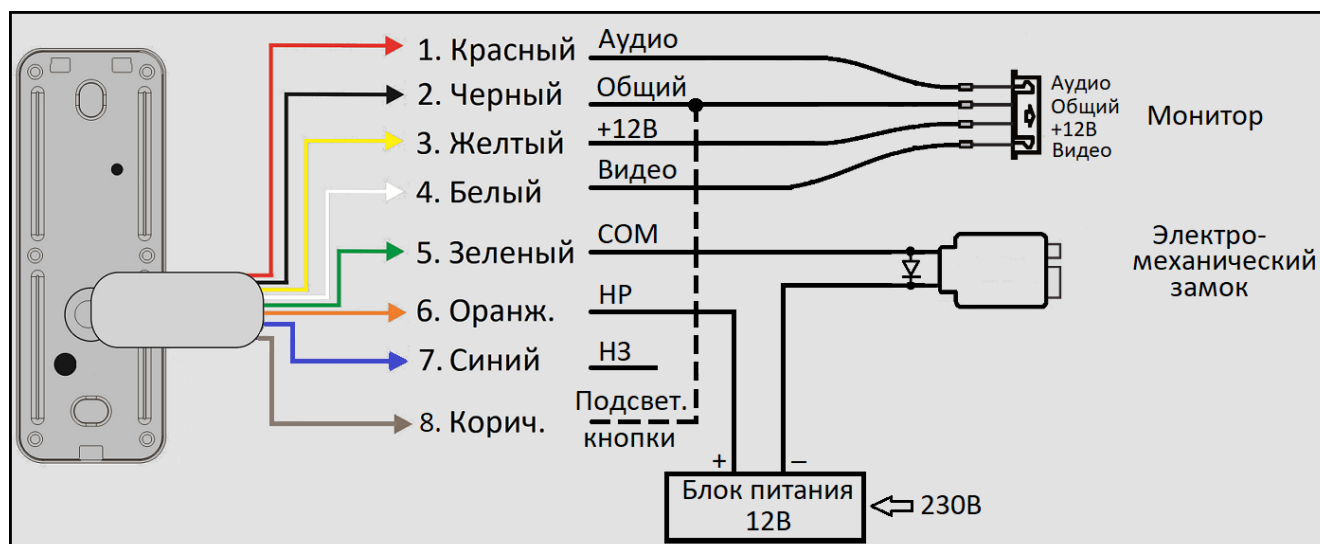 1. Красный
Аудио
2. Черный
Общий
3. Желтый
+12В
4. Белый
Видео
5. Зеленый
COM
6. Оранж.
НР
7. Синий
НЗ
8. Корич.
Подсвет.
кнопки
Аудио
Общий
+12В
Видео
Монитор
Электро-
механический
замок
+
–
Блок питания
12В
230В